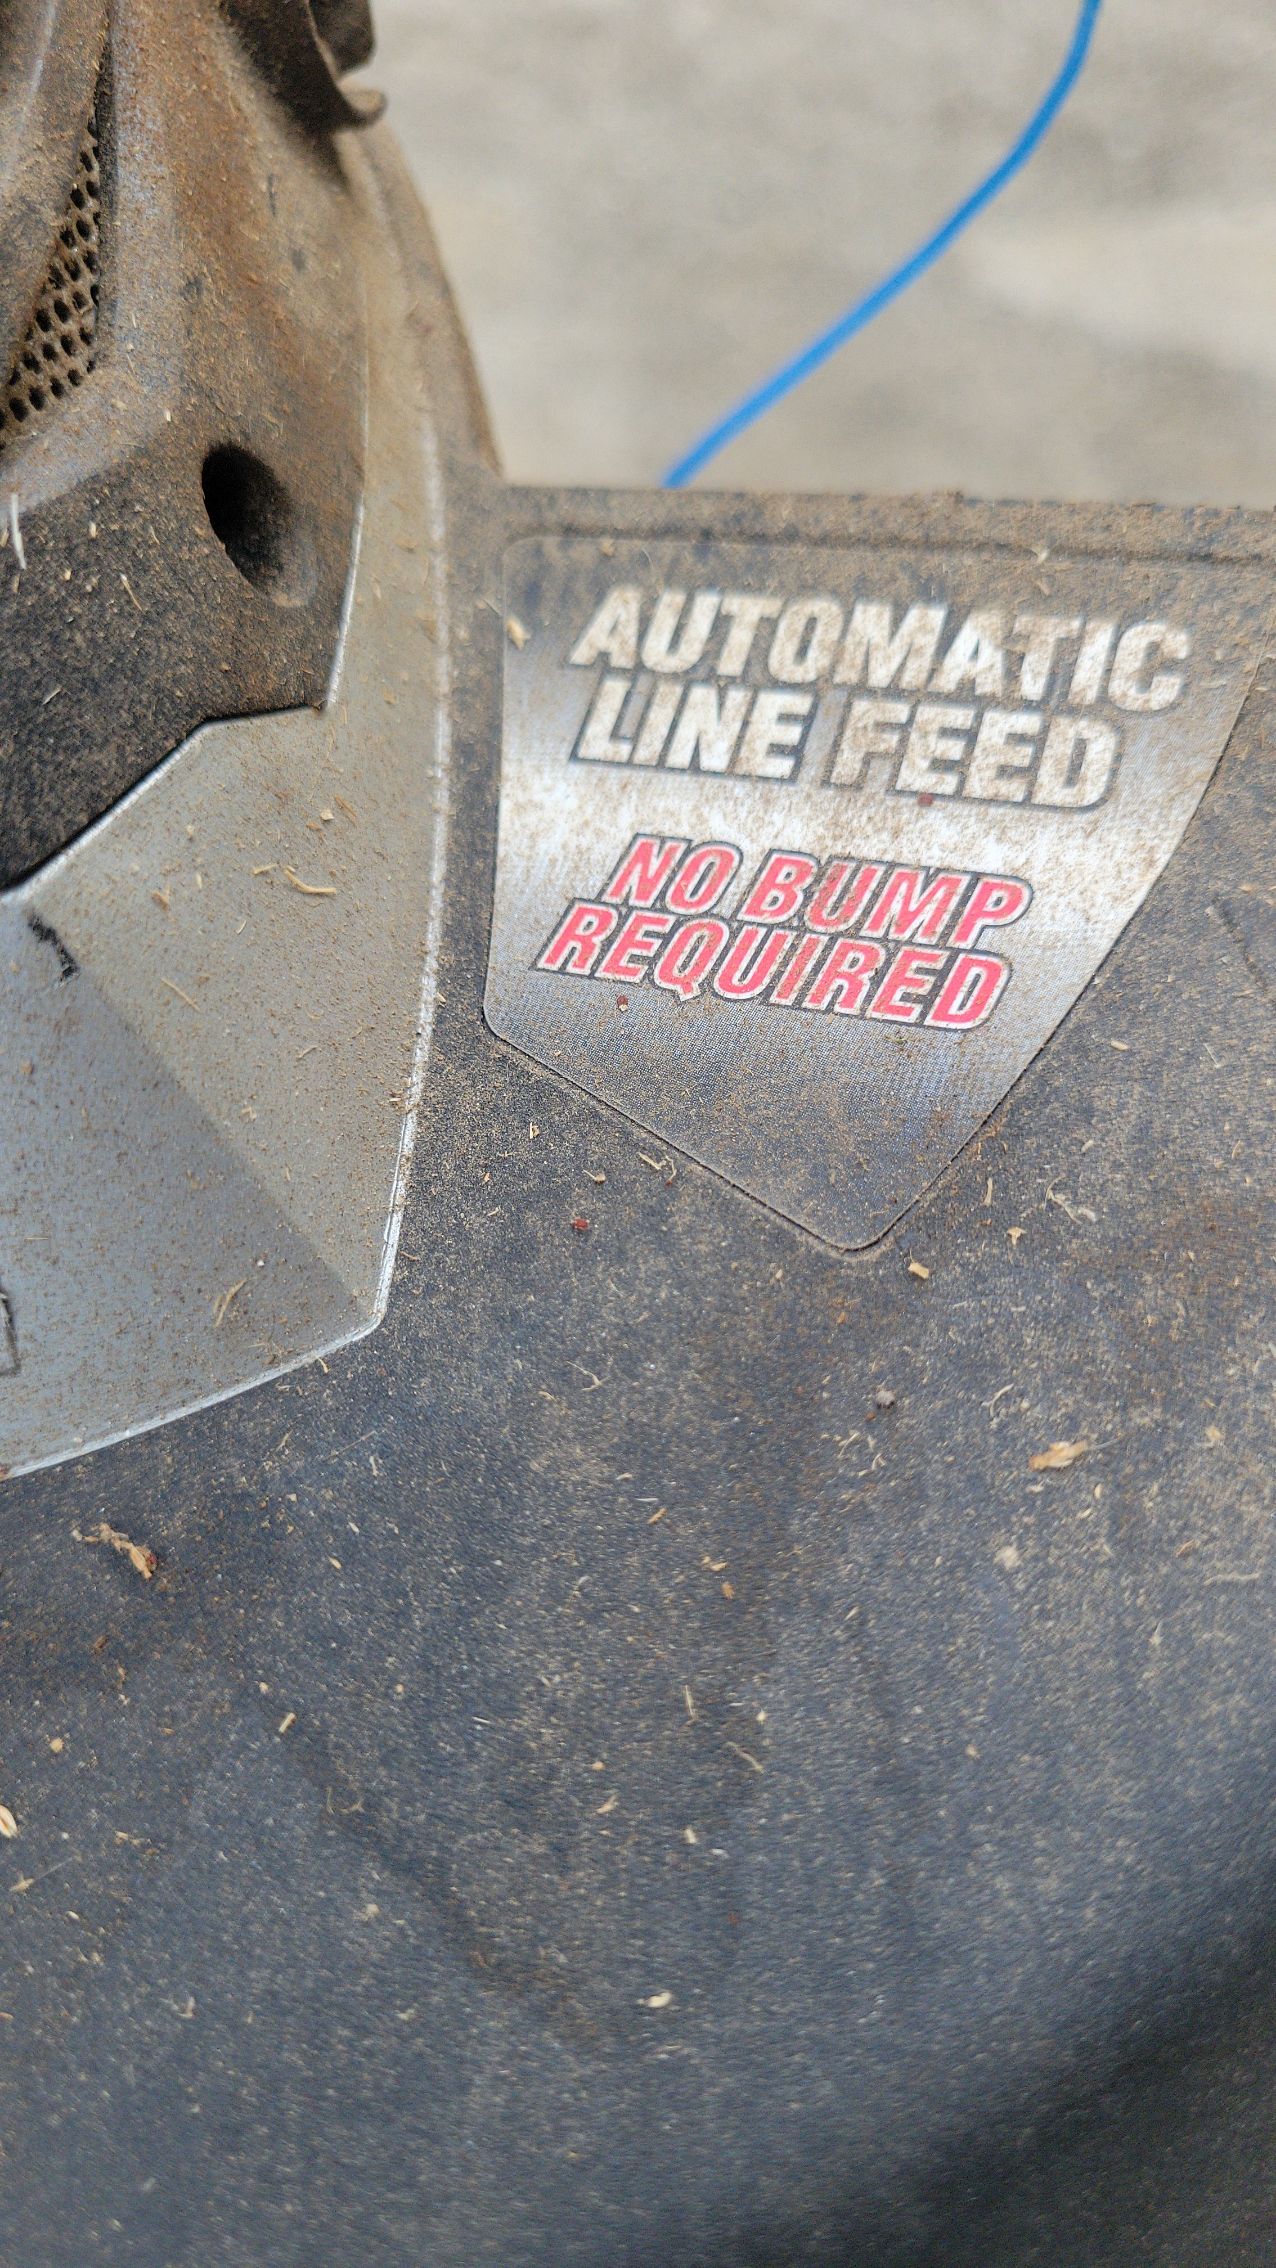 AUTOMATIC
LINE FEED
NO BUMP
REQUIRED